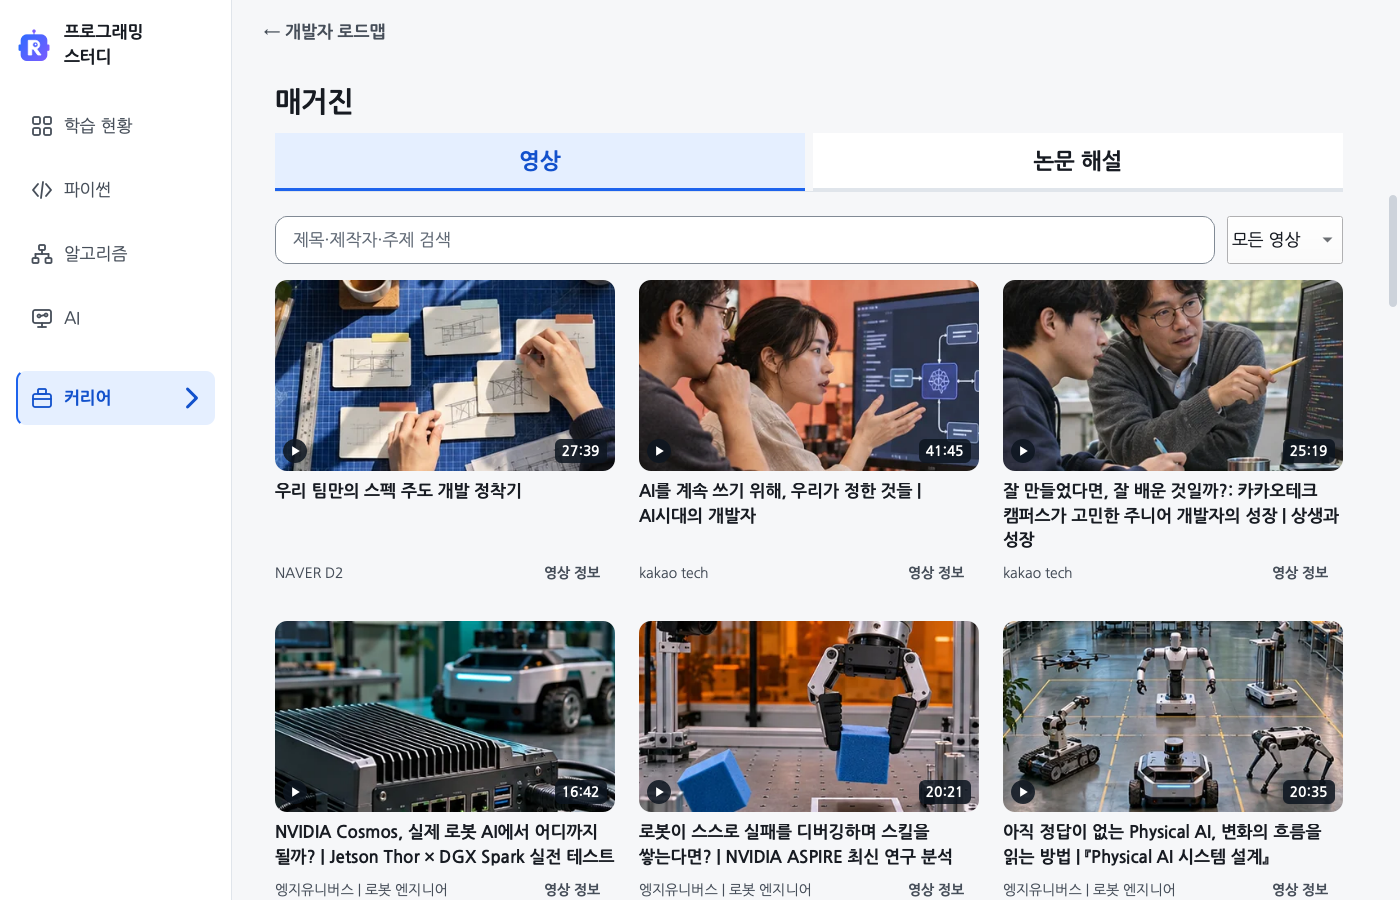 프로그래밍
스터디
학습 현황
파이썬
알고리즘
AI
커리어
← 개발자 로드맵
매거진
영상
논문 해설
제목·제작자·주제 검색
모든 영상
27:39
41:45
25:19
우리 팀만의 스펙 주도 개발 정착기
NAVER D2
영상 정보
AI를 계속 쓰기 위해, 우리가 정한 것들 |
AI시대의 개발자
kakao tech
영상 정보
잘 만들었다면, 잘 배운 것일까?: 카카오테크
캠퍼스가 고민한 주니어 개발자의 성장 | 상생과
성장
kakao tech
영상 정보
16:42
20:21
20:35
NVIDIA Cosmos, 실제 로봇 AI에서 어디까지
될까? | Jetson Thor × DGX Spark 실전 테스트
엥지유니버스 | 로봇 엔지니어
영상 정보
로봇이 스스로 실패를 디버깅하며 스킬을
쌓는다면? | NVIDIA ASPIRE 최신 연구 분석
엥지유니버스 | 로봇 엔지니어
영상 정보
아직 정답이 없는 Physical AI, 변화의 흐름을
읽는 방법 | 『Physical AI 시스템 설계』
엥지유니버스 | 로봇 엔지니어
영상 정보